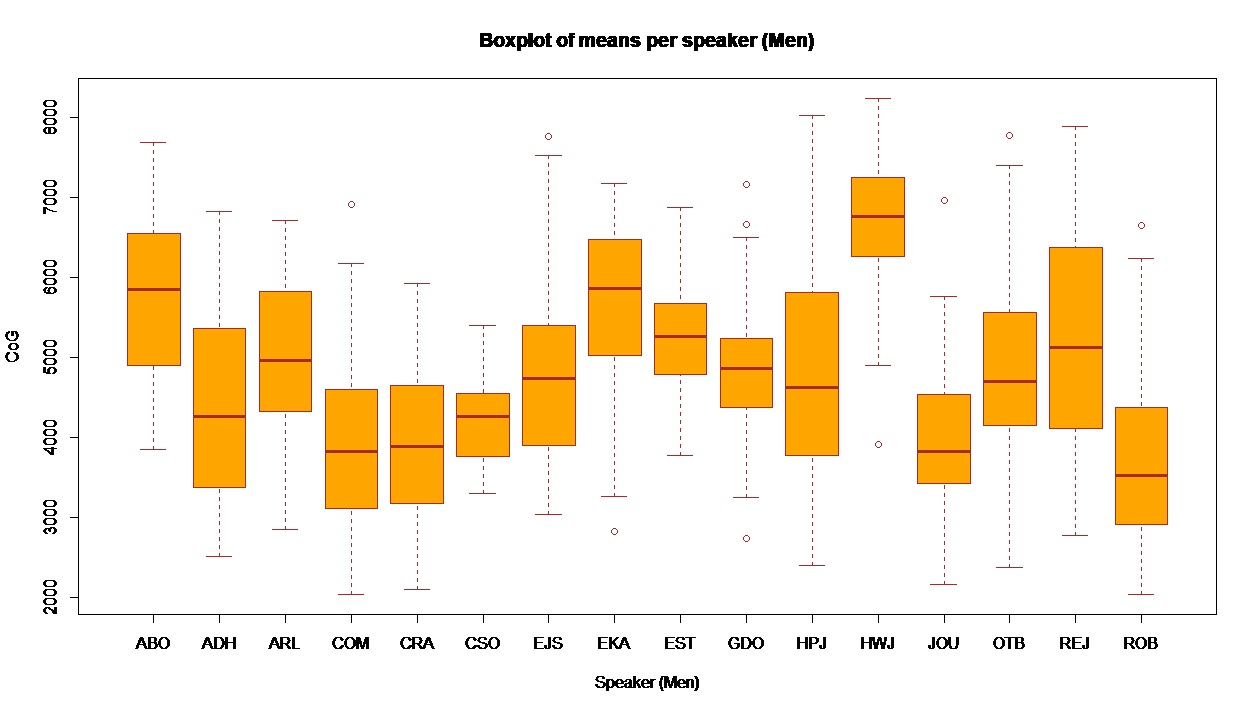 Boxplot of means per speaker (Men)
8000
7000
6000
5000
4000
3000
2000
CoG
ABO ADH ARL COM CRA CSO EJS EKA EST GDO HPJ HWJ JOU OTB REJ ROB
Speaker (Men)